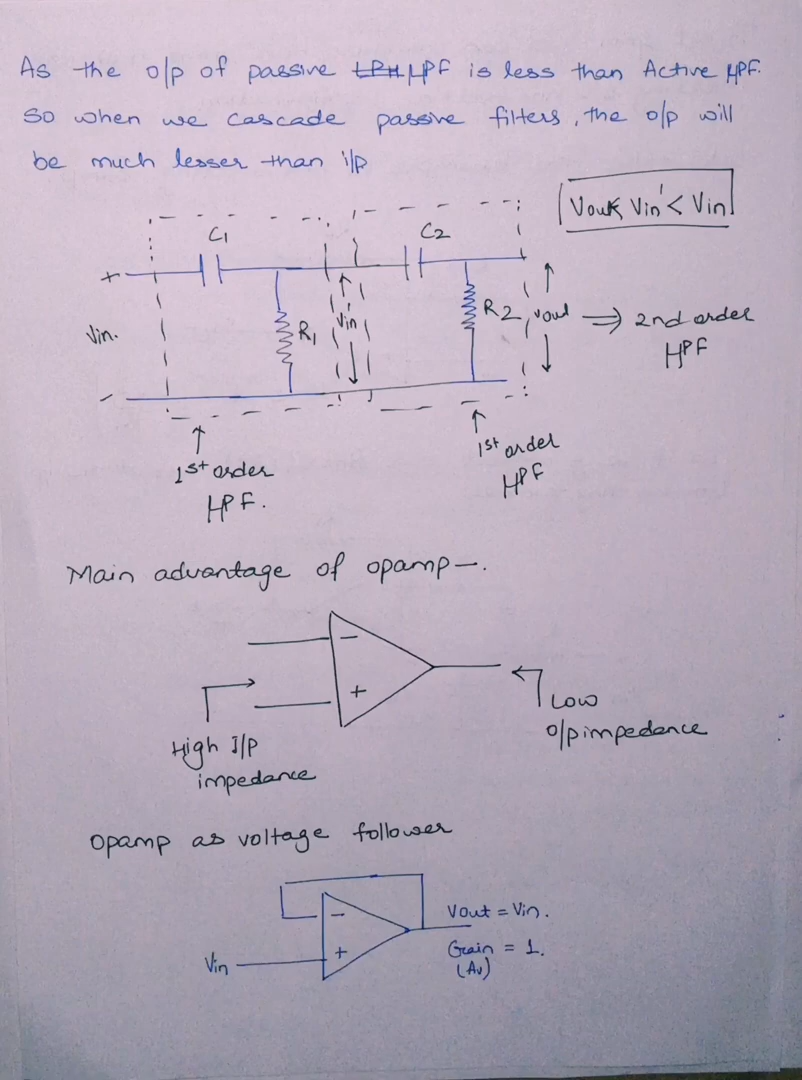 As the o/p of passive HPF is less than Active HPF.
So when we cascade passive filters, the o/p will
be much lesser than i/p
Vout < Vin' < Vin
C1
C2
+
Vin.
-
R1
Vin'
R2
Vout
⇒ 2nd order
HPF
1st order
HPF.
1st order
HPF
Main advantage of opamp -.
-
+
High I/P
impedance
Low
o/p impedance
Opamp as voltage follower
-
+
Vin
Vout = Vin.
Gain = 1.
(Av)